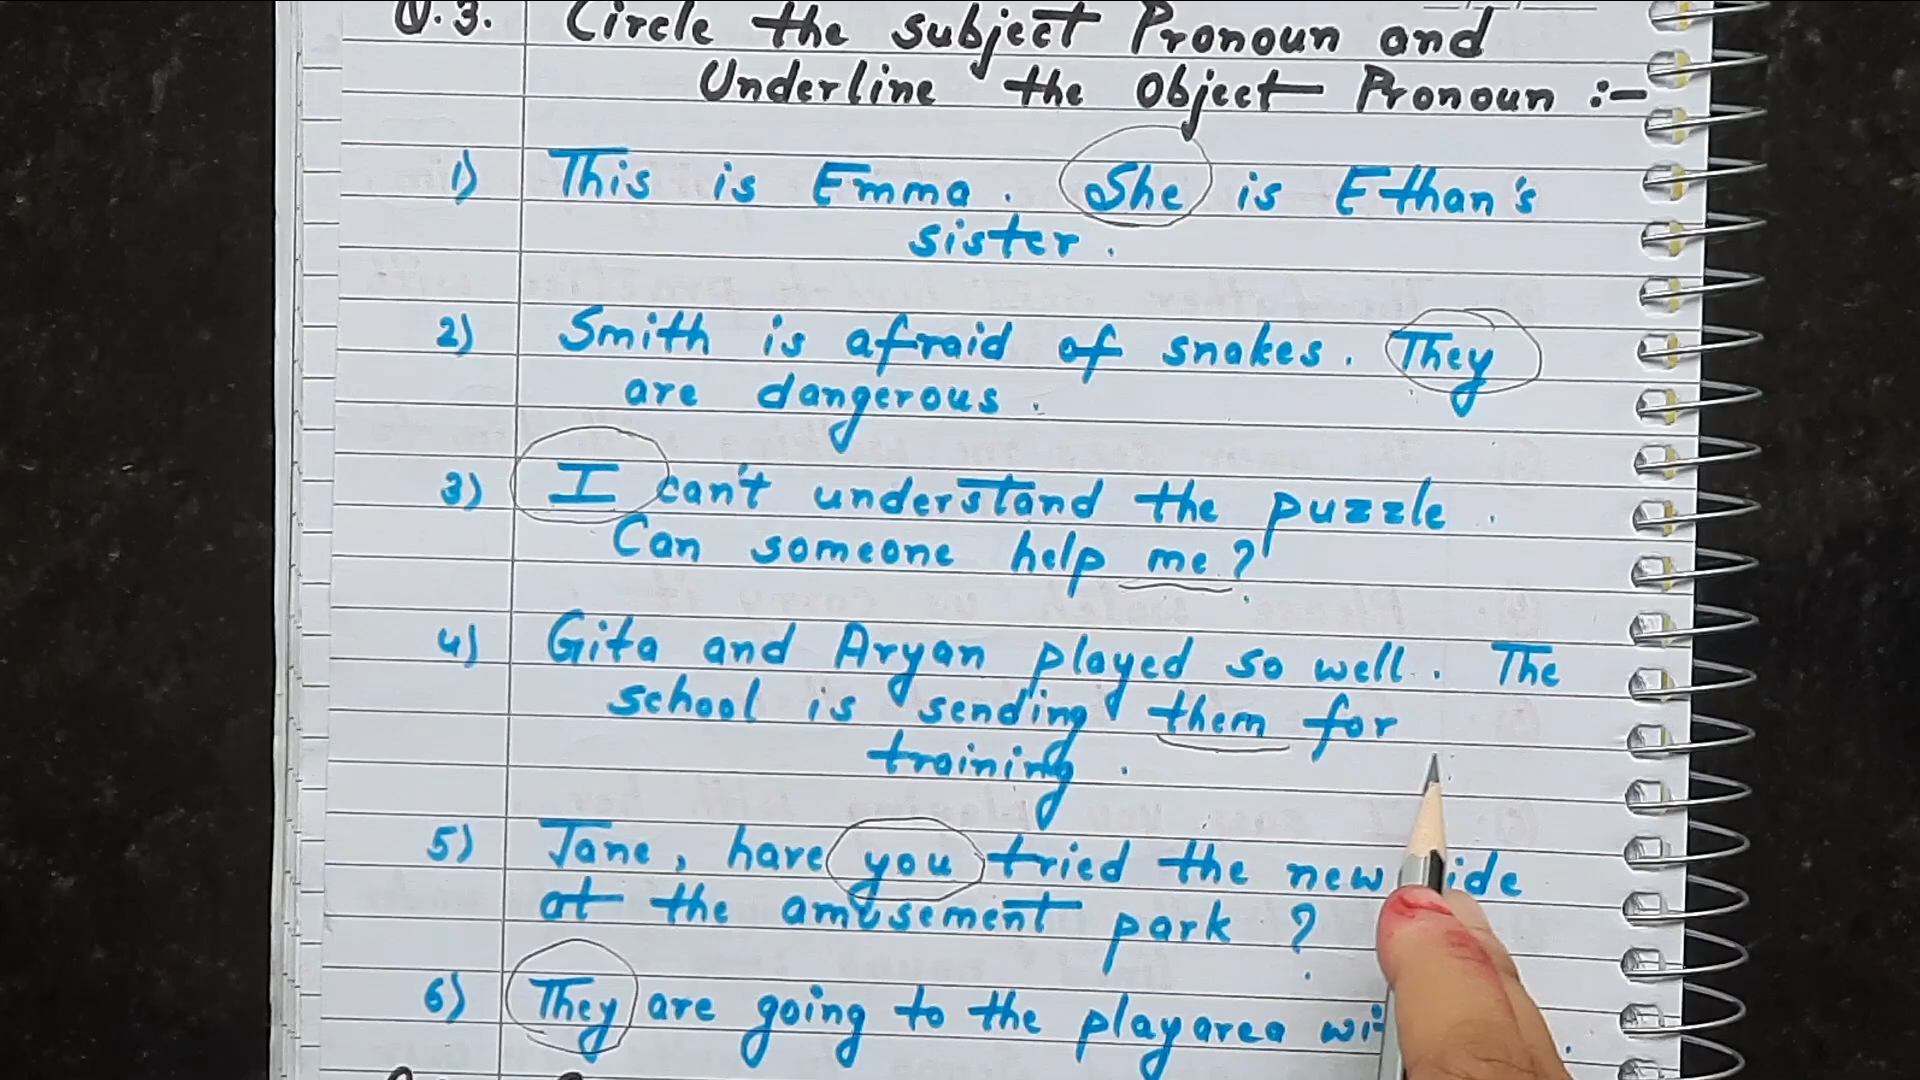 Q.3. Circle the subject Pronoun and
Underline the Object Pronoun :-
1) This is Emma. She is Ethan's
sister.
2) Smith is afraid of snakes. They
are dangerous.
3) I can't understand the puzzle.
Can someone help me?
4) Gita and Aryan played so well. The
school is sending them for
training.
5) Jane, have you tried the new
at the amusement park?
6) They are going to the playarea